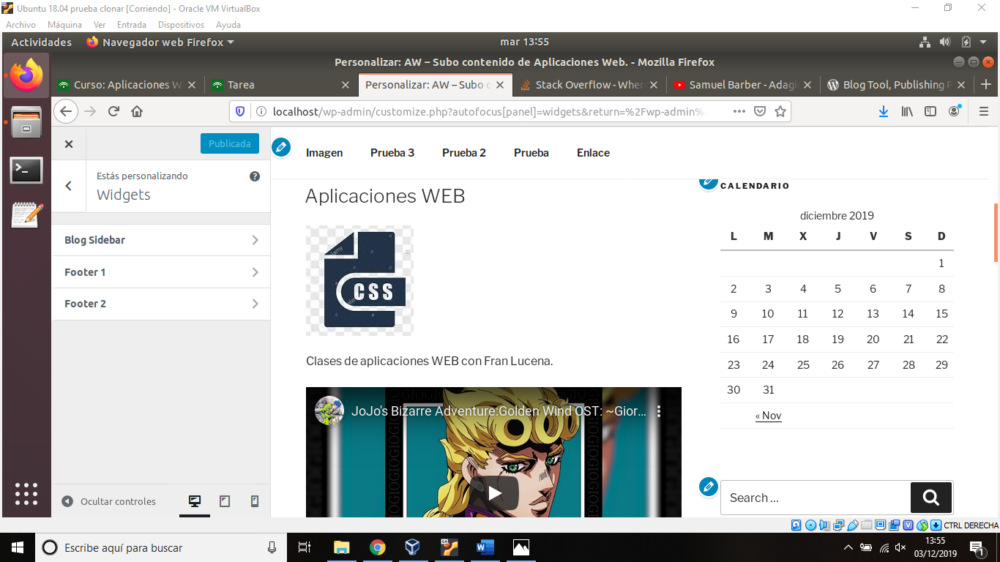 Ubuntu 18.04 prueba clonar [Corriendo] - Oracle VM VirtualBox
Archivo Máquina Ver Entrada Dispositivos Ayuda
Actividades Navegador web Firefox mar 13:55
Personalizar: AW – Subo contenido de Aplicaciones Web. - Mozilla Firefox
Curso: Aplicaciones W Tarea Personalizar: AW – Subo c Stack Overflow - Wher Samuel Barber - Adagi Blog Tool, Publishing P
localhost/wp-admin/customize.php?autofocus[panel]=widgets&return=%2Fwp-admin%
Publicada
Estás personalizando
Widgets
Blog Sidebar
Footer 1
Footer 2
Ocultar controles
Imagen Prueba 3 Prueba 2 Prueba Enlace
Aplicaciones WEB
CSS
Clases de aplicaciones WEB con Fran Lucena.
JoJo's Bizarre Adventure:Golden Wind OST: ~Gior...
CALENDARIO
diciembre 2019
L M X J V S D
1
2 3 4 5 6 7 8
9 10 11 12 13 14 15
16 17 18 19 20 21 22
23 24 25 26 27 28 29
30 31
« Nov
Search ...
CTRL DERECHA
Escribe aquí para buscar
13:55
03/12/2019
1